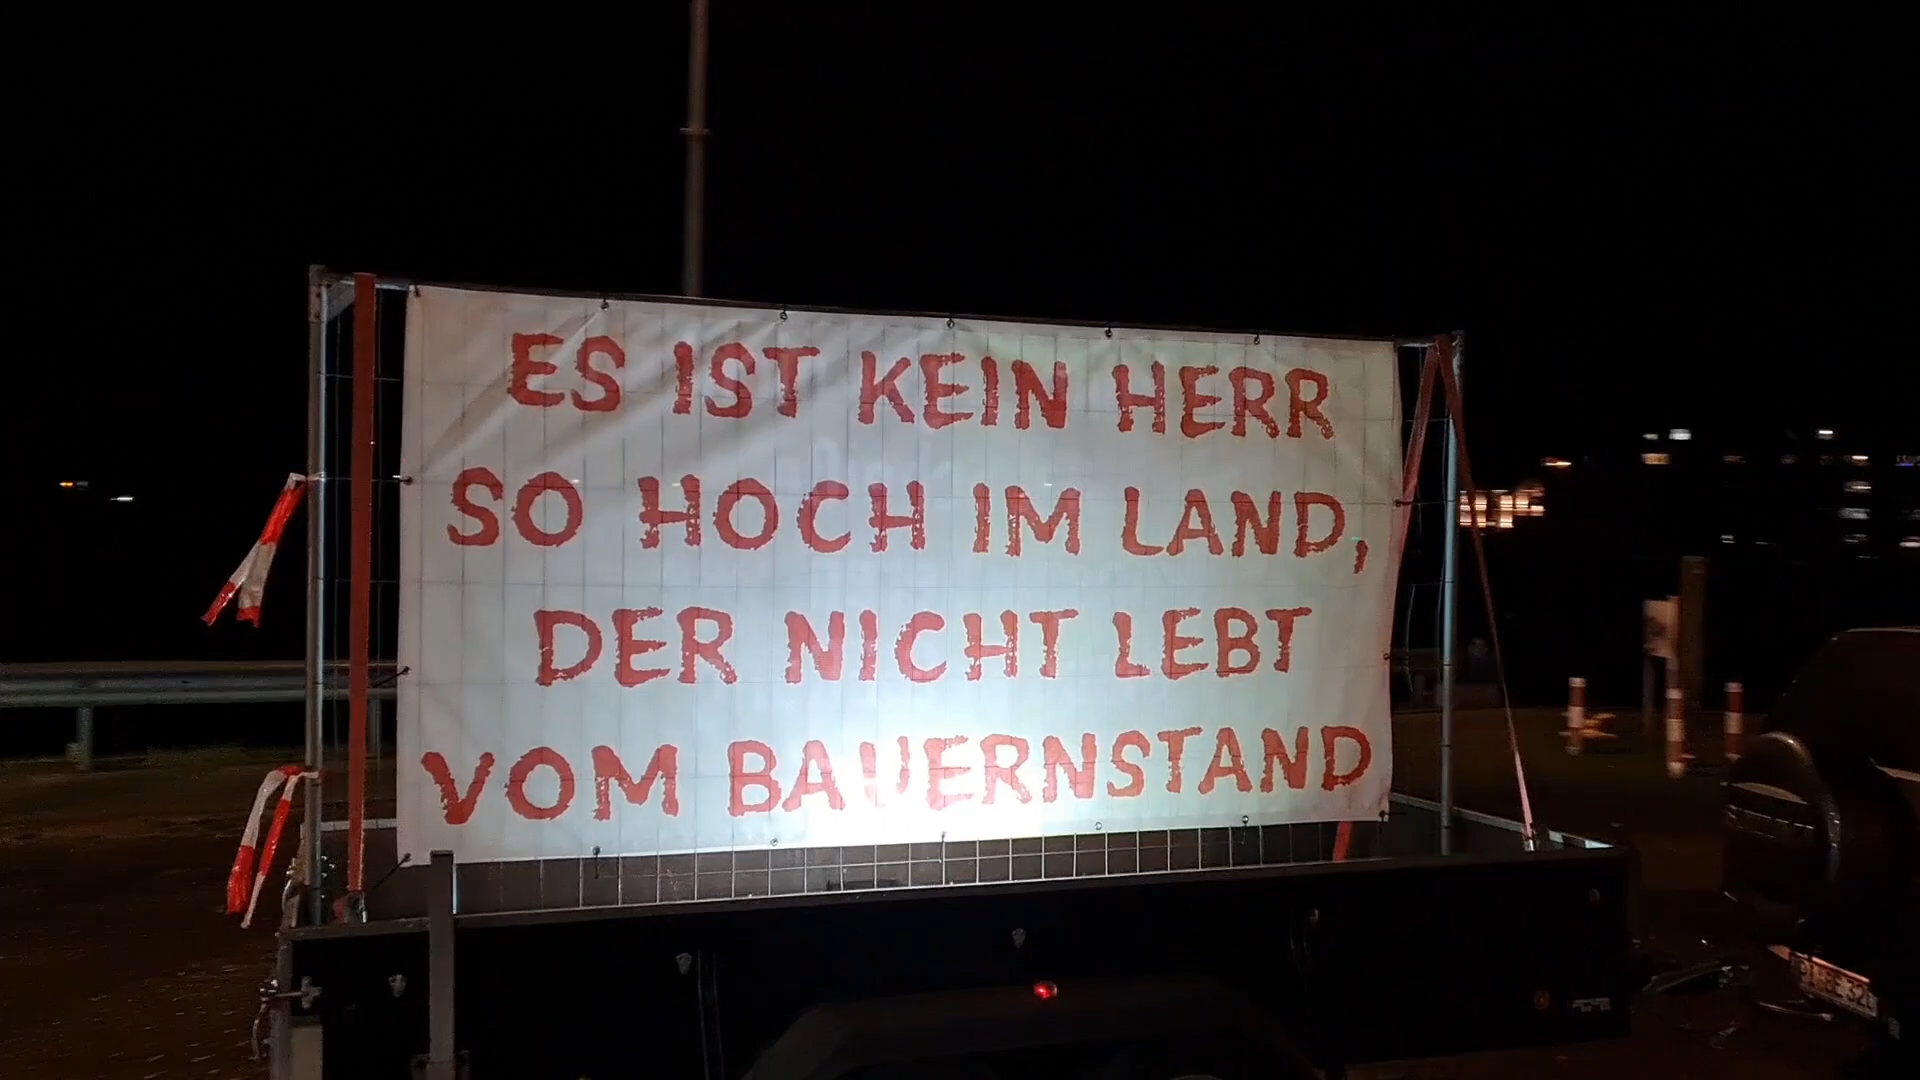 ES IST KEIN HERR
SO HOCH IM LAND,
DER NICHT LEBT
VOM BAUERNSTAND